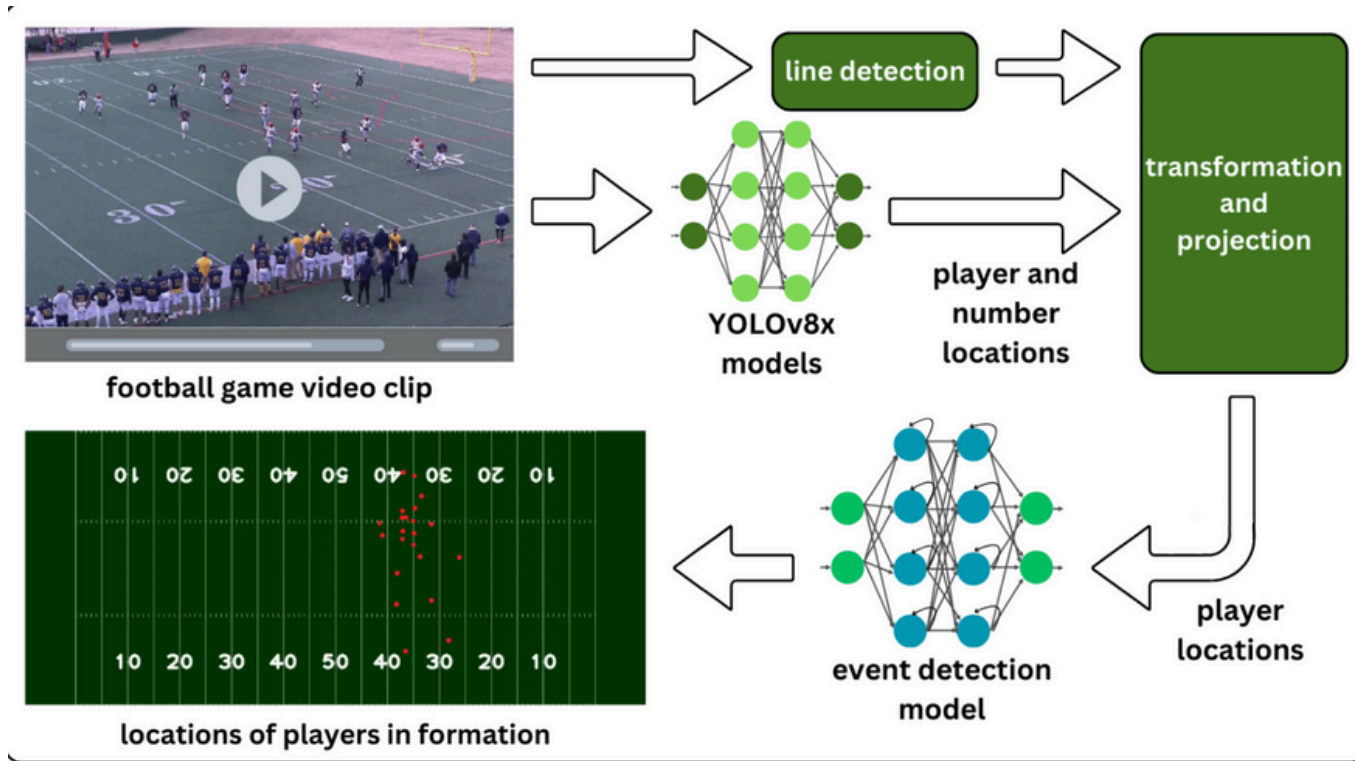 line detection
transformation
and
projection
30-
20-
YOLOv8x
models
player and
number
locations
football game video clip
10 20 30 40 50 40 30 20 10
10 20 30 40 50 40 30 20 10
event detection
model
player
locations
locations of players in formation